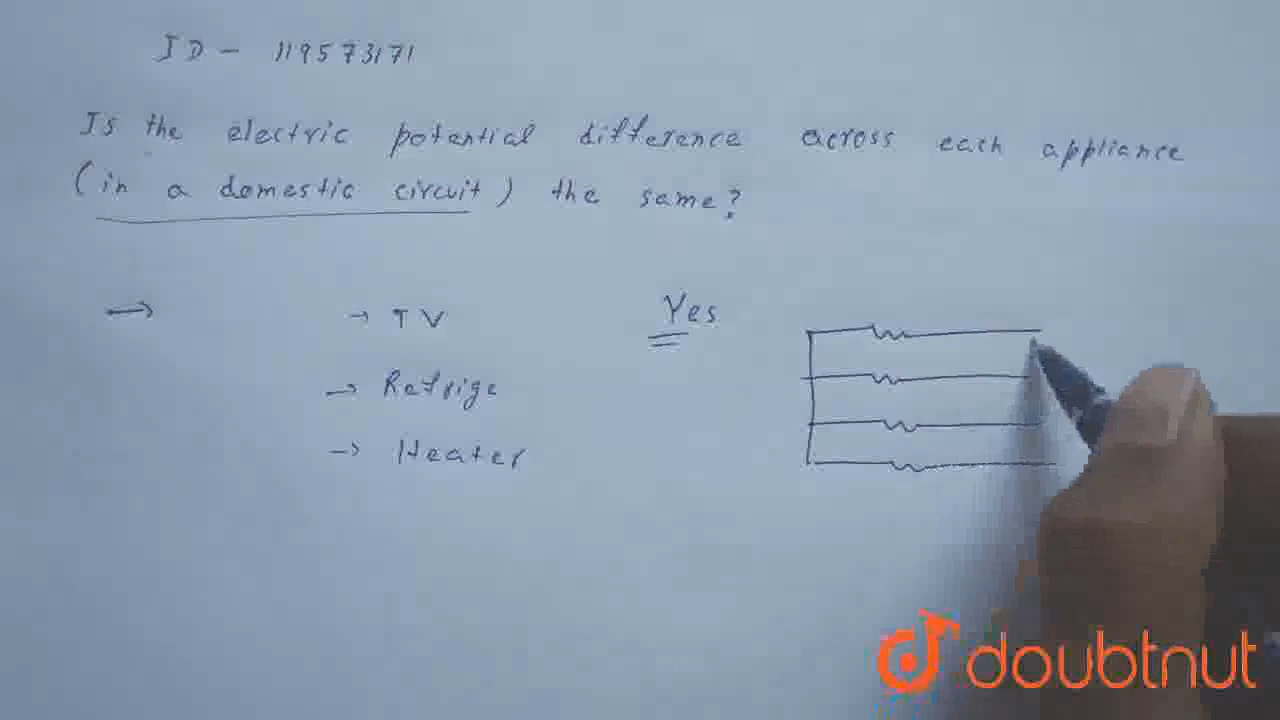 ID - 119573171
Is the electric potential difference across each appliance
(in a domestic circuit) the same?
→ TV
Yes
→ Refrige
→ Heater
doubtnut